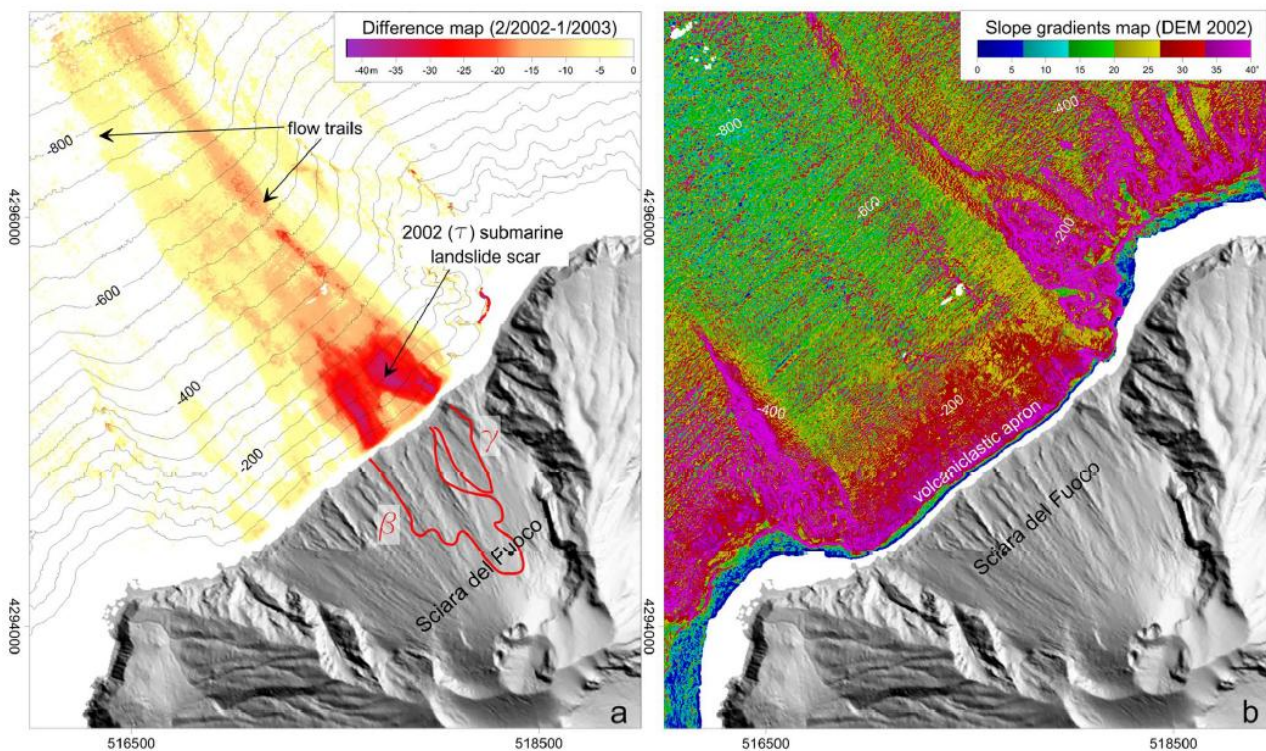 Difference map (2/2002-1/2003)
-40m -35 -30 -25 -20 -15 -10 -5 0
flow trails
-800
2002 (τ) submarine
landslide scar
-600
-400
-200
γ
β
Sciara del Fuoco
a
4296000
4294000
516500
518500
Slope gradients map (DEM 2002)
0 5 10 15 20 25 30 35 40°
-400
-800
-600
-200
-400
-200
volcaniclastic apron
Sciara del Fuoco
b
4296000
4294000
516500
518500